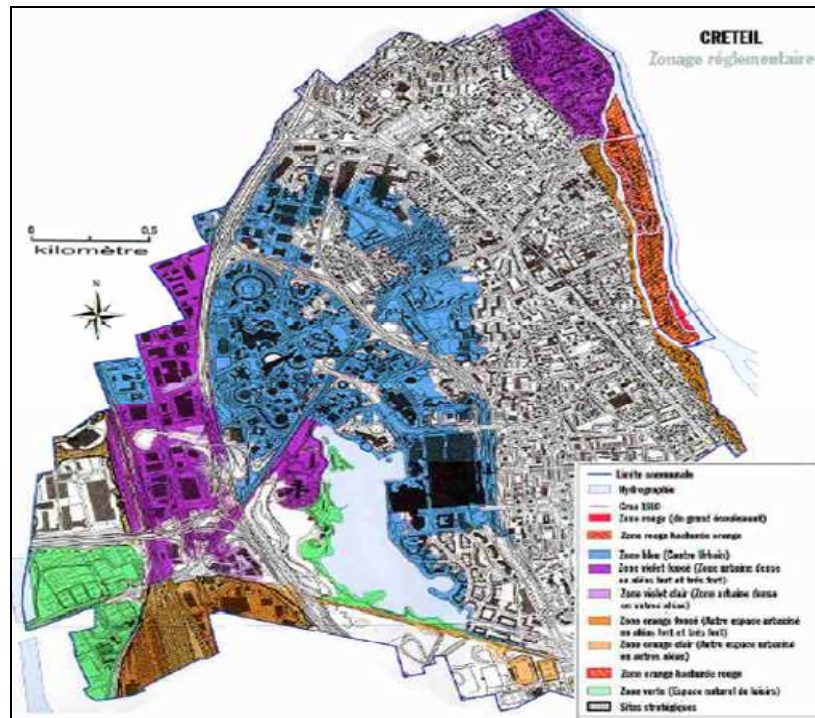 CRETEIL
Zonage réglementaire
0 0,5
kilomètre
N
Limite communale
Hydrographie
Crue 1910
Zone rouge (de grand écoulement)
Zone rouge hachurée orange
Zone bleu (Centre Urbain)
Zone violet foncé (Zone urbaine dense
en aléas fort et très fort)
Zone violet clair (Zone urbaine dense
en autres aléas)
Zone orange foncé (Autre espace urbanisé
en aléas fort et très fort)
Zone orange clair (Autre espace urbanisé
en autres aléas)
Zone orange hachurée rouge
Zone verte (Espace naturel de loisirs)
Sites stratégiques